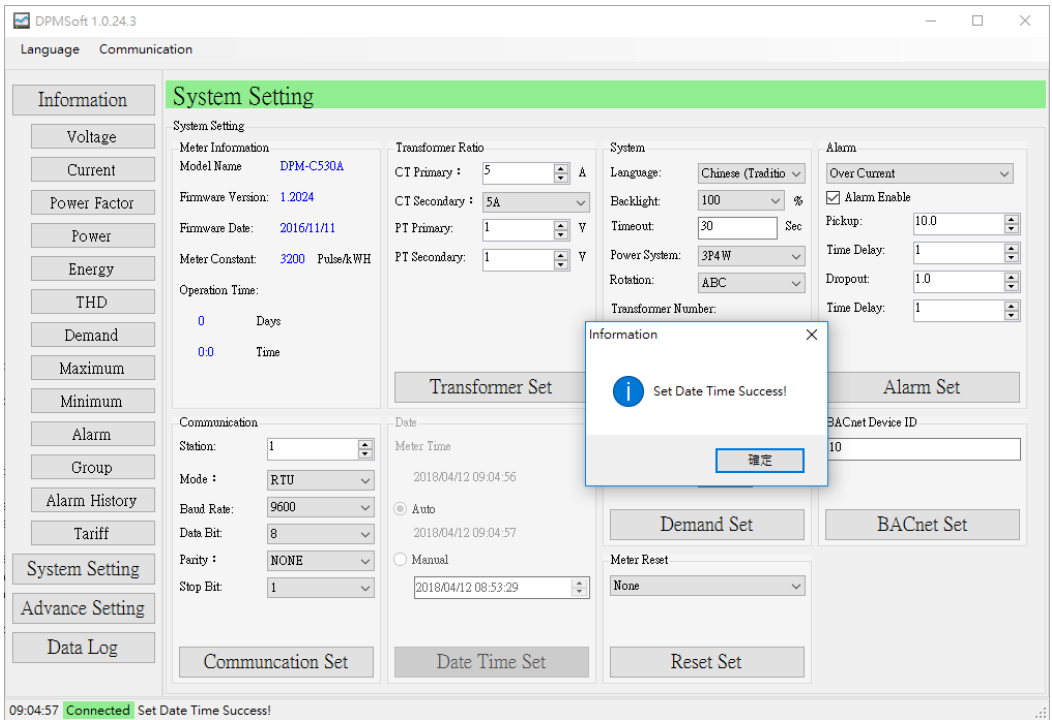 DPMSoft 1.0.24.3
Language Communication
Information
Voltage
Current
Power Factor
Power
Energy
THD
Demand
Maximum
Minimum
Alarm
Group
Alarm History
Tariff
System Setting
Advance Setting
Data Log
System Setting
System Setting
Meter Information
Model Name DPM-C530A
Firmware Version: 1.2024
Firmware Date: 2016/11/11
Meter Constant: 3200 Pulse/kWH
Operation Time:
0 Days
0:0 Time
Transformer Ratio
CT Primary : 5 A
CT Secondary : 5A
PT Primary: 1 V
PT Secondary: 1 V
Transformer Set
System
Language: Chinese (Traditio
Backlight: 100 %
Timeout: 30 Sec
Power System: 3P4W
Rotation: ABC
Transformer Number:
Alarm
Over Current
Alarm Enable
Pickup: 10.0
Time Delay: 1
Dropout: 1.0
Time Delay: 1
Alarm Set
Information
Set Date Time Success!
確定
Communication
Station: 1
Mode : RTU
Baud Rate: 9600
Data Bit: 8
Parity : NONE
Stop Bit: 1
Communcation Set
Date
Meter Time
2018/04/12 09:04:56
Auto
2018/04/12 09:04:57
Manual
2018/04/12 08:53:29
Date Time Set
Demand Set
BACnet Device ID
10
BACnet Set
Meter Reset
None
Reset Set
09:04:57 Connected Set Date Time Success!